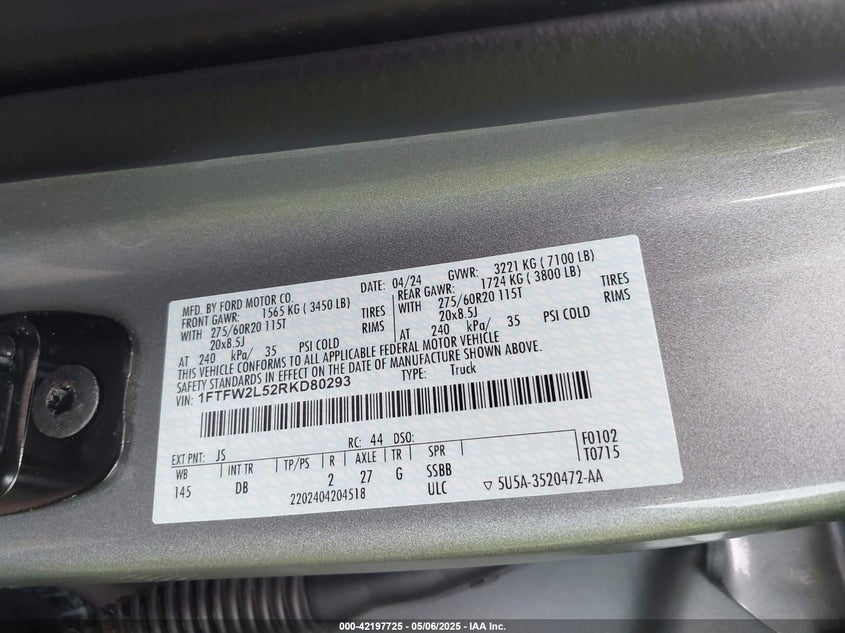 MFD. BY FORD MOTOR CO. DATE: 04/24 GVWR: 3221 KG ( 7100 LB)
FRONT GAWR: 1565 KG ( 3450 LB) REAR GAWR: 1724 KG ( 3800 LB)
WITH 275/60R20 115T TIRES WITH 275/60R20 115T TIRES
20x8.5J RIMS 20x8.5J RIMS
AT 240 kPa/ 35 PSI COLD AT 240 kPa/ 35 PSI COLD
THIS VEHICLE CONFORMS TO ALL APPLICABLE FEDERAL MOTOR VEHICLE
SAFETY STANDARDS IN EFFECT ON THE DATE OF MANUFACTURE SHOWN ABOVE.
VIN: 1FTFW2L52RKD80293 TYPE: Truck
EXT PNT: JS RC: 44 DSO: F0102
WB INT TR TP/PS R AXLE TR SPR T0715
145 DB 2 27 G SSBB
2202404204518 ULC ▽ 5U5A-3520472-AA
000-42197725 - 05/06/2025 - IAA Inc.